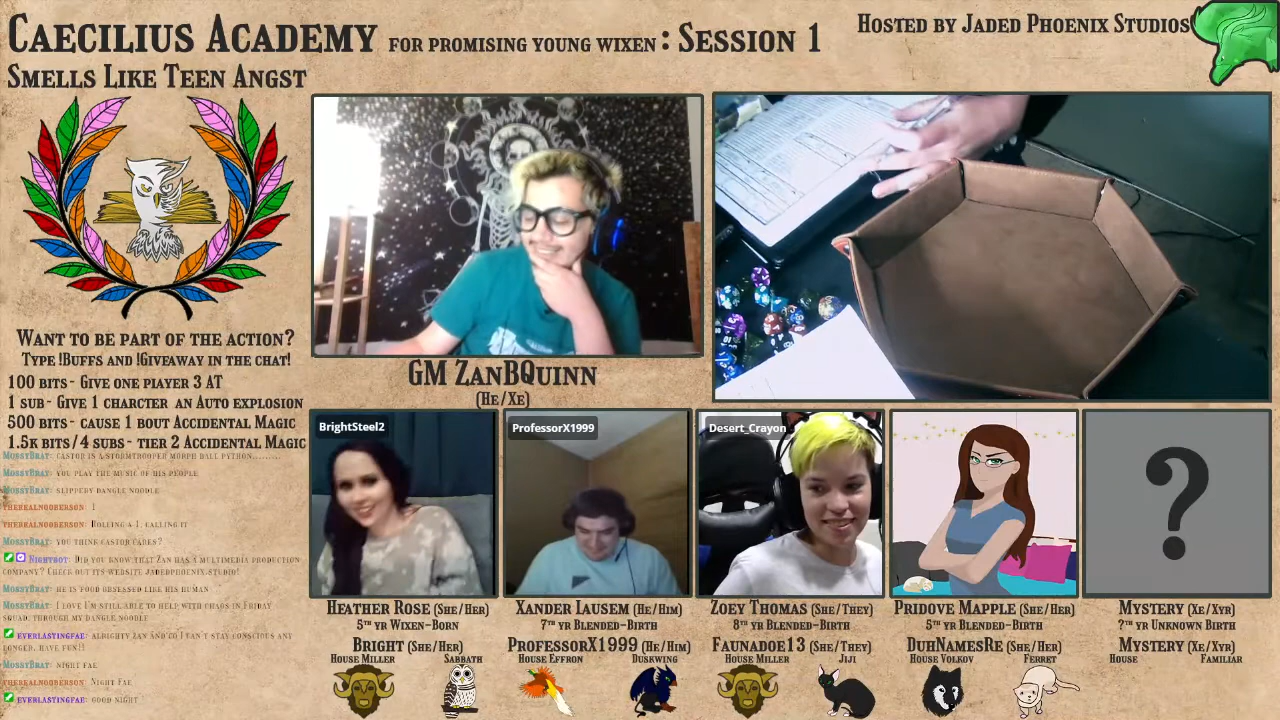 Caecilius Academy for promising young wixen: Session 1
Hosted by Jaded Phoenix Studios
Smells Like Teen Angst
Want to be part of the action?
Type !Buffs and !Giveaway in the chat!
100 bits - Give one player 3 AT
1 sub - Give 1 charcter an Auto explosion
500 bits - cause 1 bout Accidental Magic
1.5k bits/4 subs - tier 2 Accidental Magic
MossyBrat: castor is a stormtrooper morph ball python.........
MossyBrat: you play the music of his people
MossyBrat: slippery dangle noodle
therealnooberson: 1
therealnooberson: Rolling a 1, calling it
MossyBrat: you think castor cares?
Nightbot: Did you know that Zan has a multimedia production
company? Check out its website jadedphoenix.studio!
MossyBrat: he is food obsessed like his human
MossyBrat: I love I'm still able to help with chaos in Friday
squad, through my dangle noodle
everlastingfae: Alrighty Zan and co I can't stay conscious any
longer, have fun!!
MossyBrat: night fae
therealnooberson: Night Fae
everlastingfae: good night
GM ZanBQuinn
(He/Xe)
BrightSteel2
ProfessorX1999
Desert_Crayon
?
Heather Rose (She/Her)
5th yr Wixen-Born
Bright (She/Her)
House Miller
Sabbath
Xander Iausem (He/Him)
7th yr Blended-Birth
ProfessorX1999 (He/Him)
House Effron
Duskwing
Zoey Thomas (She/They)
8th yr Blended-Birth
Faunadoe13 (She/They)
House Miller
Jiji
Pridove Mapple (She/Her)
5th yr Blended-Birth
DuhNamesRe (She/Her)
House Volkov
Ferret
Mystery (Xe/Xyr)
?th yr Unknown Birth
Mystery (Xe/Xyr)
House
Familiar